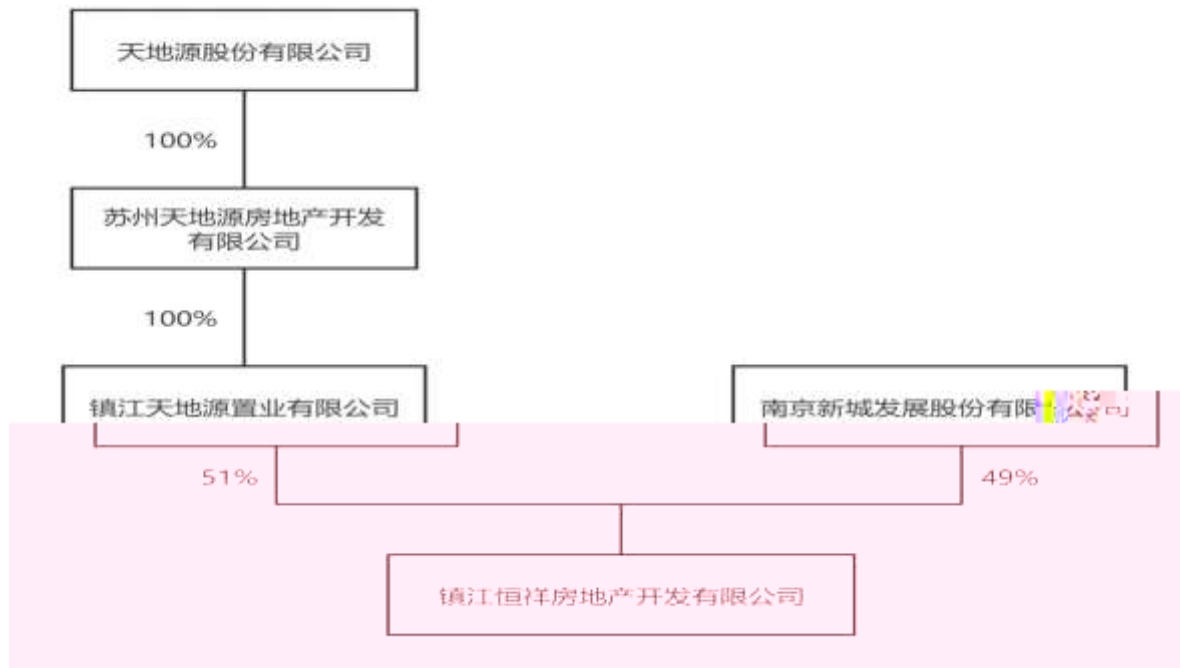 天地源股份有限公司
100%
苏州天地源房地产开发
有限公司
100%
镇江天地源置业有限公司
南京新城发展股份有限公司
51%
49%
镇江恒祥房地产开发有限公司